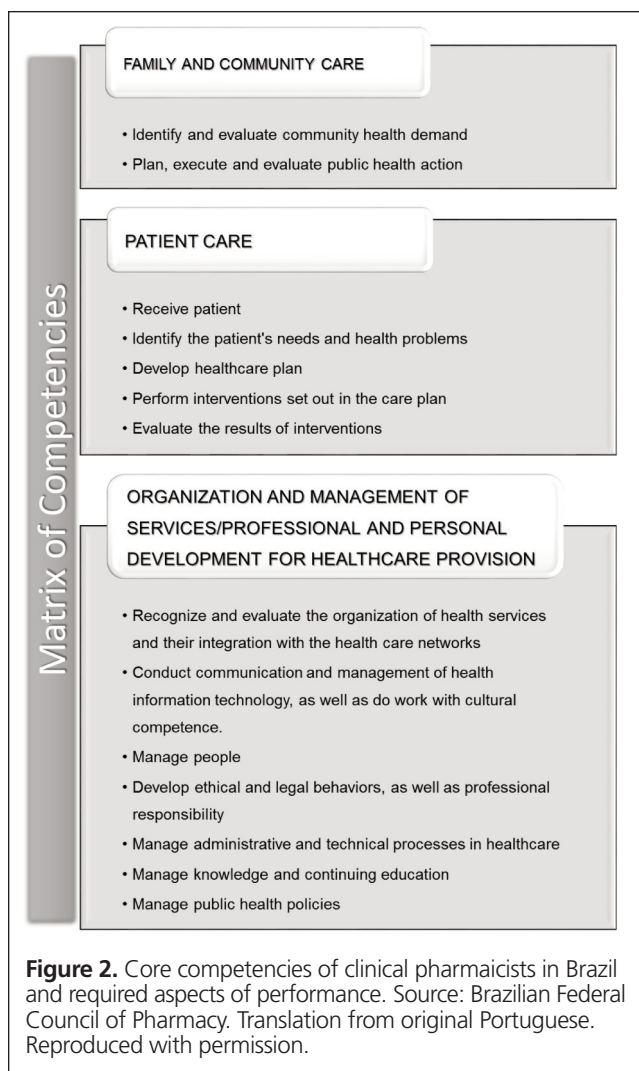 Matrix of Competencies
FAMILY AND COMMUNITY CARE
• Identify and evaluate community health demand
• Plan, execute and evaluate public health action
PATIENT CARE
• Receive patient
• Identify the patient's needs and health problems
• Develop healthcare plan
• Perform interventions set out in the care plan
• Evaluate the results of interventions
ORGANIZATION AND MANAGEMENT OF
SERVICES/PROFESSIONAL AND PERSONAL
DEVELOPMENT FOR HEALTHCARE PROVISION
• Recognize and evaluate the organization of health services
and their integration with the health care networks
• Conduct communication and management of health
information technology, as well as do work with cultural
competence.
• Manage people
• Develop ethical and legal behaviors, as well as professional
responsibility
• Manage administrative and technical processes in healthcare
• Manage knowledge and continuing education
• Manage public health policies
Figure 2. Core competencies of clinical pharmaicists in Brazil
and required aspects of performance. Source: Brazilian Federal
Council of Pharmacy. Translation from original Portuguese.
Reproduced with permission.